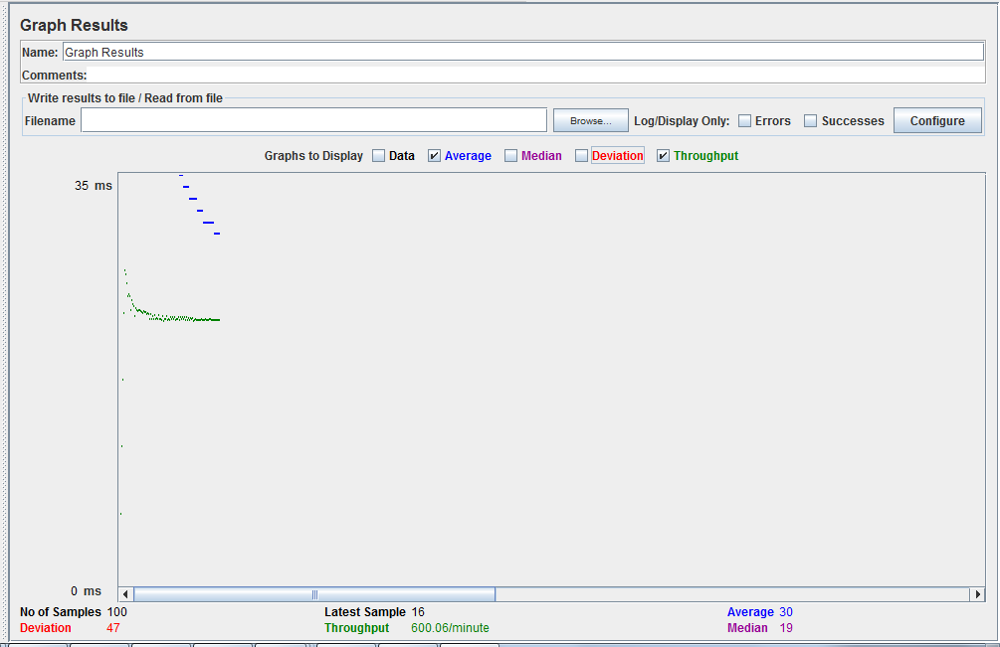 Graph Results
Name: Graph Results
Comments:
Write results to file / Read from file
Filename Browse... Log/Display Only: Errors Successes Configure
Graphs to Display Data Average Median Deviation Throughput
35 ms
0 ms
No of Samples 100 Latest Sample 16 Average 30
Deviation 47 Throughput 600.06/minute Median 19